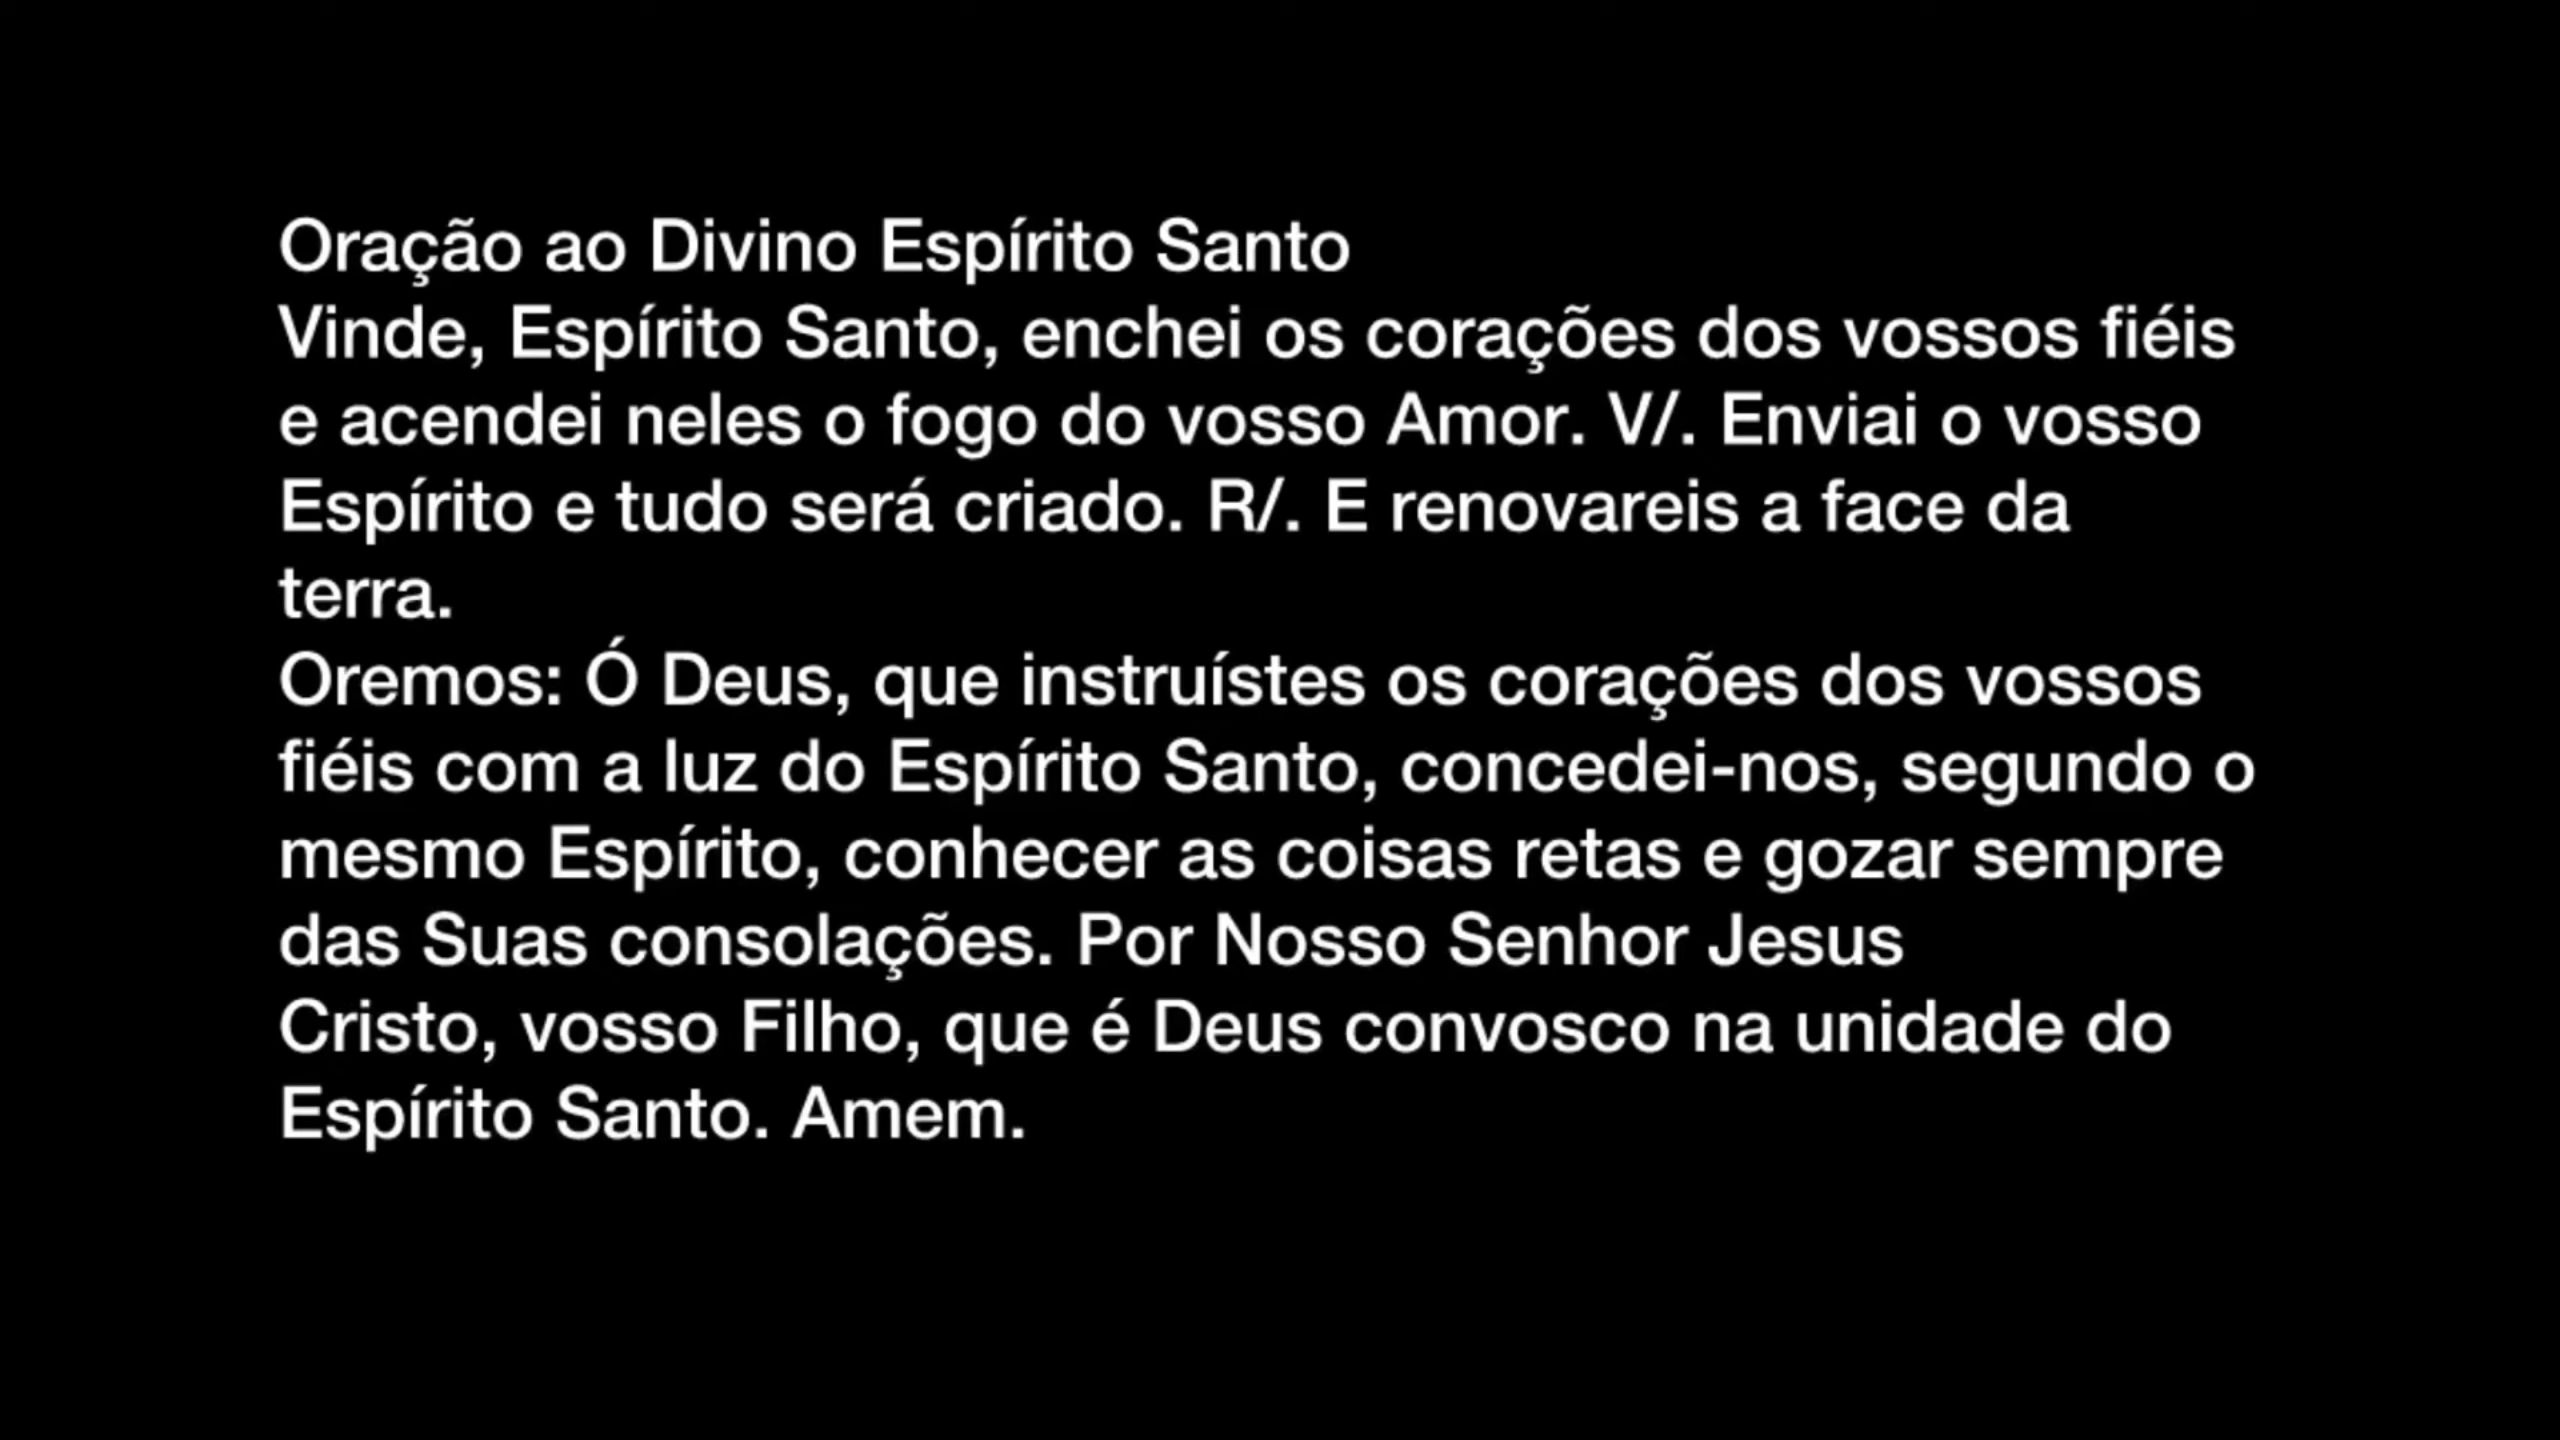 Oração ao Divino Espírito Santo
Vinde, Espírito Santo, enchei os corações dos vossos fiéis
e acendei neles o fogo do vosso Amor. V/. Enviai o vosso
Espírito e tudo será criado. R/. E renovareis a face da
terra.
Oremos: Ó Deus, que instruístes os corações dos vossos
fiéis com a luz do Espírito Santo, concedei-nos, segundo o
mesmo Espírito, conhecer as coisas retas e gozar sempre
das Suas consolações. Por Nosso Senhor Jesus
Cristo, vosso Filho, que é Deus convosco na unidade do
Espírito Santo. Amem.